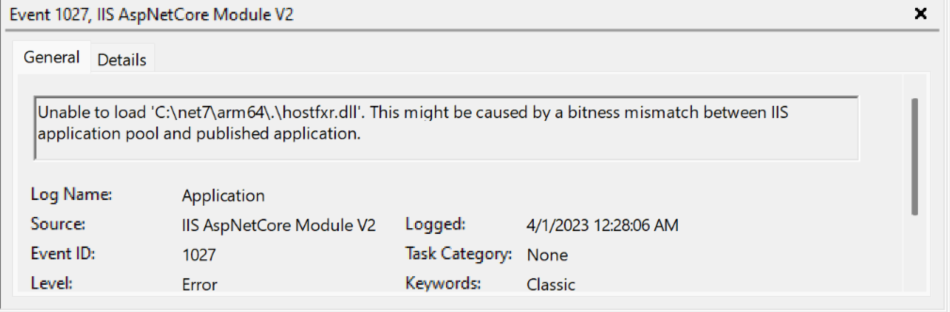 Event 1027, IIS AspNetCore Module V2
General Details
Unable to load 'C:\net7\arm64\.\hostfxr.dll'. This might be caused by a bitness mismatch between IIS
application pool and published application.
Log Name: Application
Source: IIS AspNetCore Module V2 Logged: 4/1/2023 12:28:06 AM
Event ID: 1027 Task Category: None
Level: Error Keywords: Classic